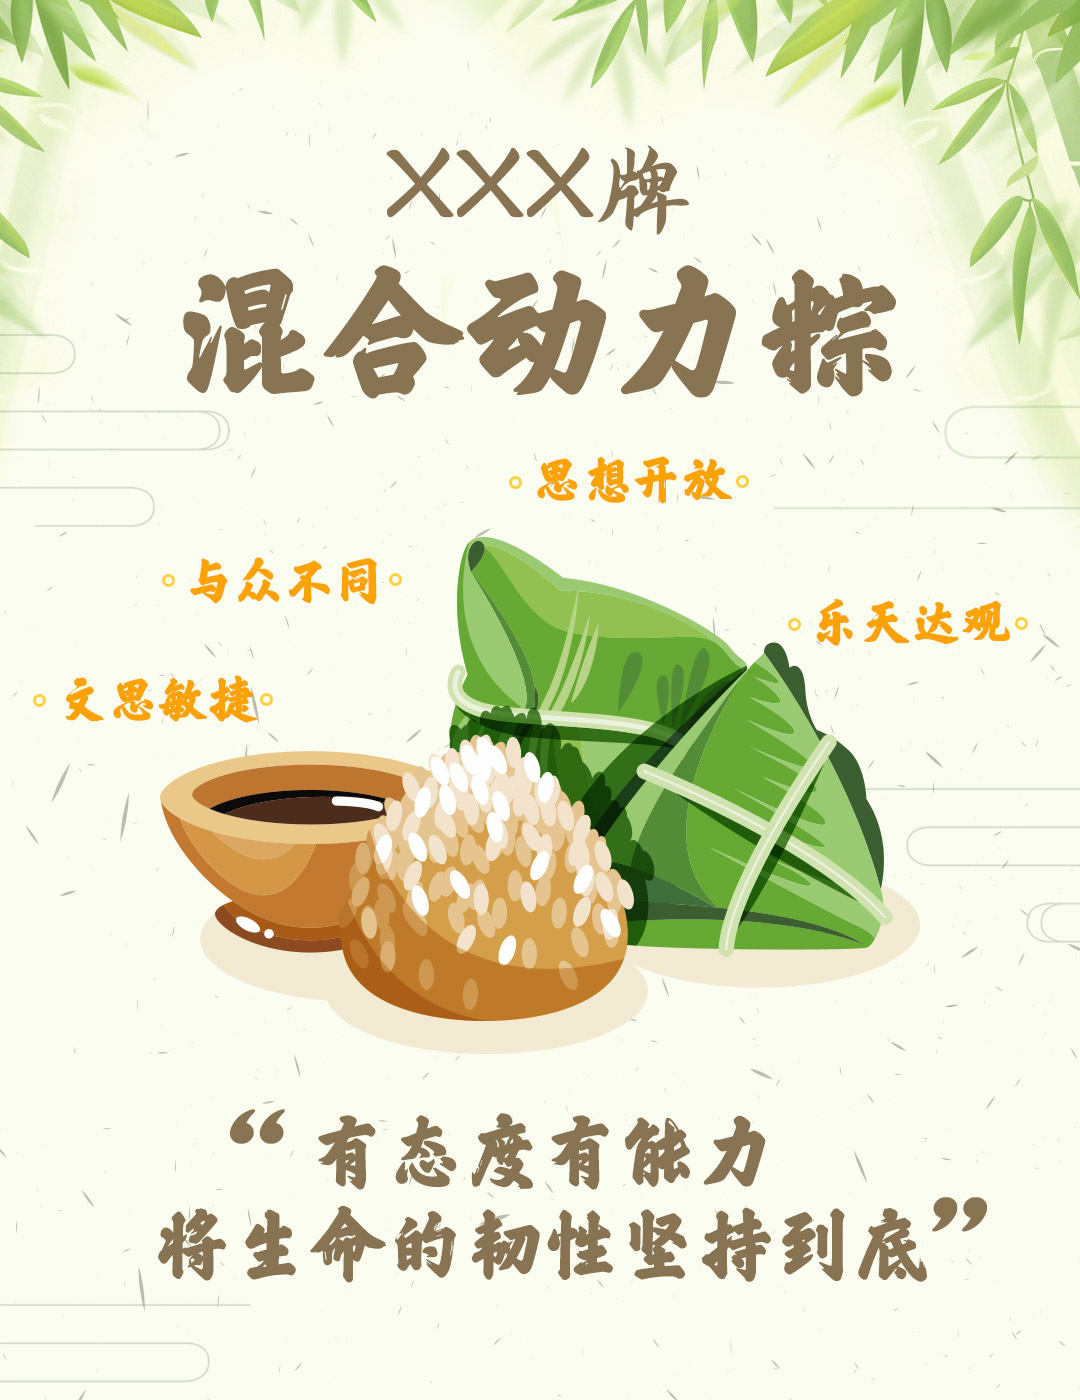 XXX牌
混合动力粽
思想开放
与众不同
乐天达观
文思敏捷
“有态度有能力
将生命的韧性坚持到底”